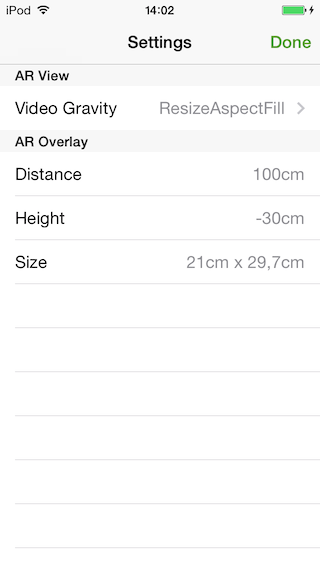 iPod 14:02
Settings Done
AR View
Video Gravity ResizeAspectFill
AR Overlay
Distance 100cm
Height -30cm
Size 21cm x 29,7cm